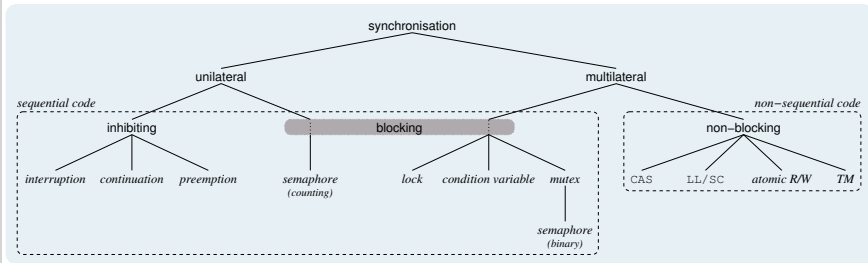 synchronisation
unilateral
multilateral
sequential code
non−sequential code
inhibiting
blocking
non−blocking
interruption
continuation
preemption
semaphore
(counting)
lock
condition variable
mutex
CAS
LL/SC
atomic R/W
TM
semaphore
(binary)